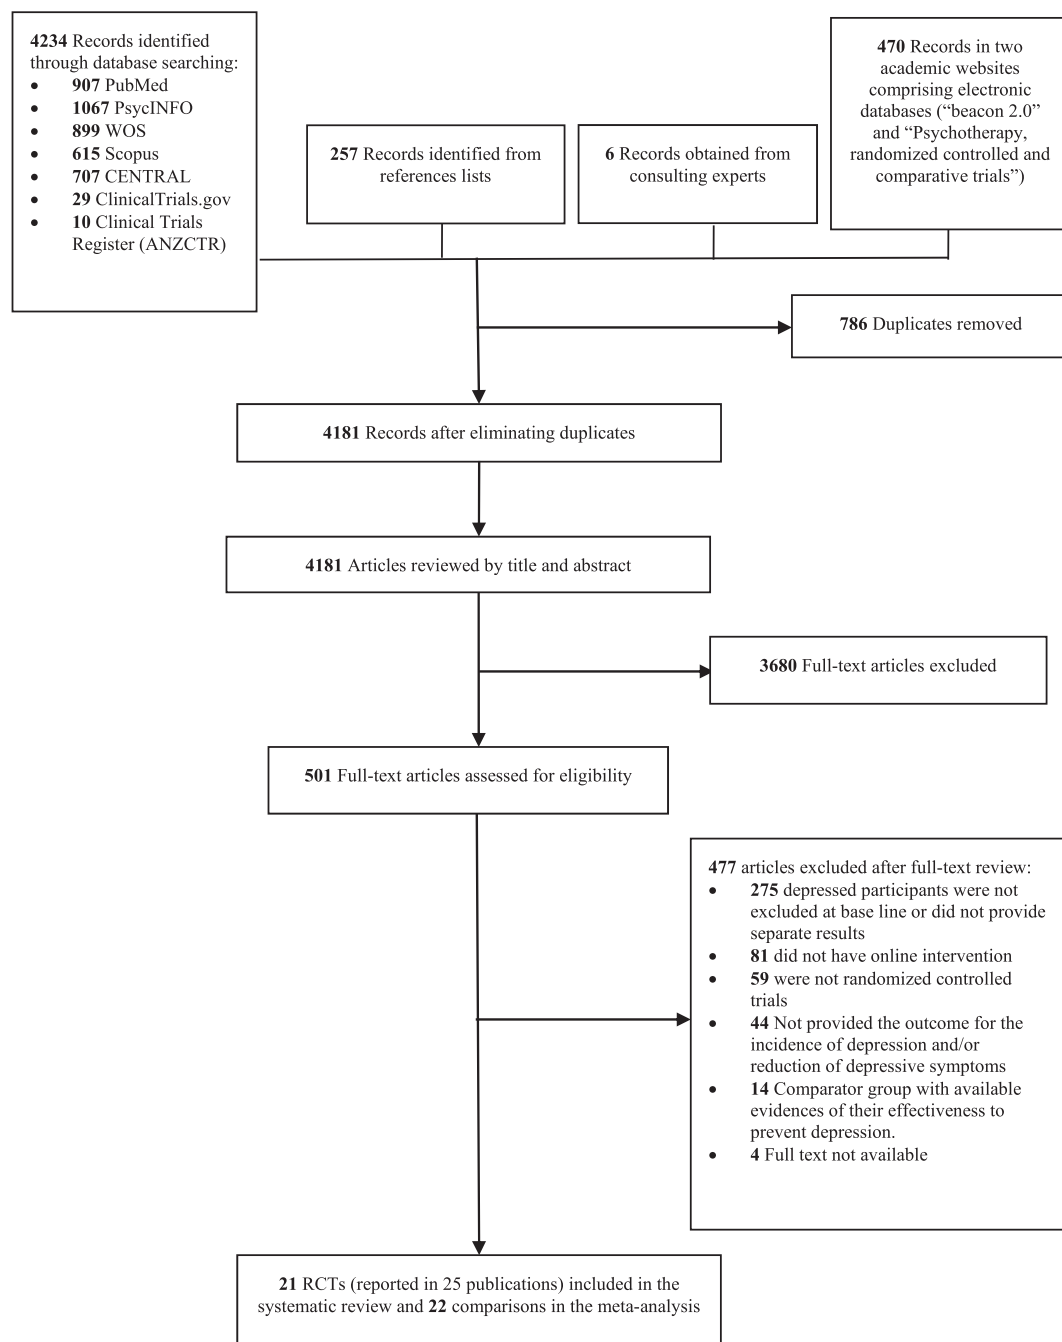 4234 Records identified
through database searching:
• 907 PubMed
• 1067 PsycINFO
• 899 WOS
• 615 Scopus
• 707 CENTRAL
• 29 ClinicalTrials.gov
• 10 Clinical Trials
Register (ANZCTR)
257 Records identified from
references lists
6 Records obtained from
consulting experts
470 Records in two
academic websites
comprising electronic
databases (“beacon 2.0”
and “Psychotherapy,
randomized controlled and
comparative trials”)
786 Duplicates removed
4181 Records after eliminating duplicates
4181 Articles reviewed by title and abstract
3680 Full-text articles excluded
501 Full-text articles assessed for eligibility
477 articles excluded after full-text review:
• 275 depressed participants were not
excluded at base line or did not provide
separate results
• 81 did not have online intervention
• 59 were not randomized controlled
trials
• 44 Not provided the outcome for the
incidence of depression and/or
reduction of depressive symptoms
• 14 Comparator group with available
evidences of their effectiveness to
prevent depression.
• 4 Full text not available
21 RCTs (reported in 25 publications) included in the
systematic review and 22 comparisons in the meta-analysis